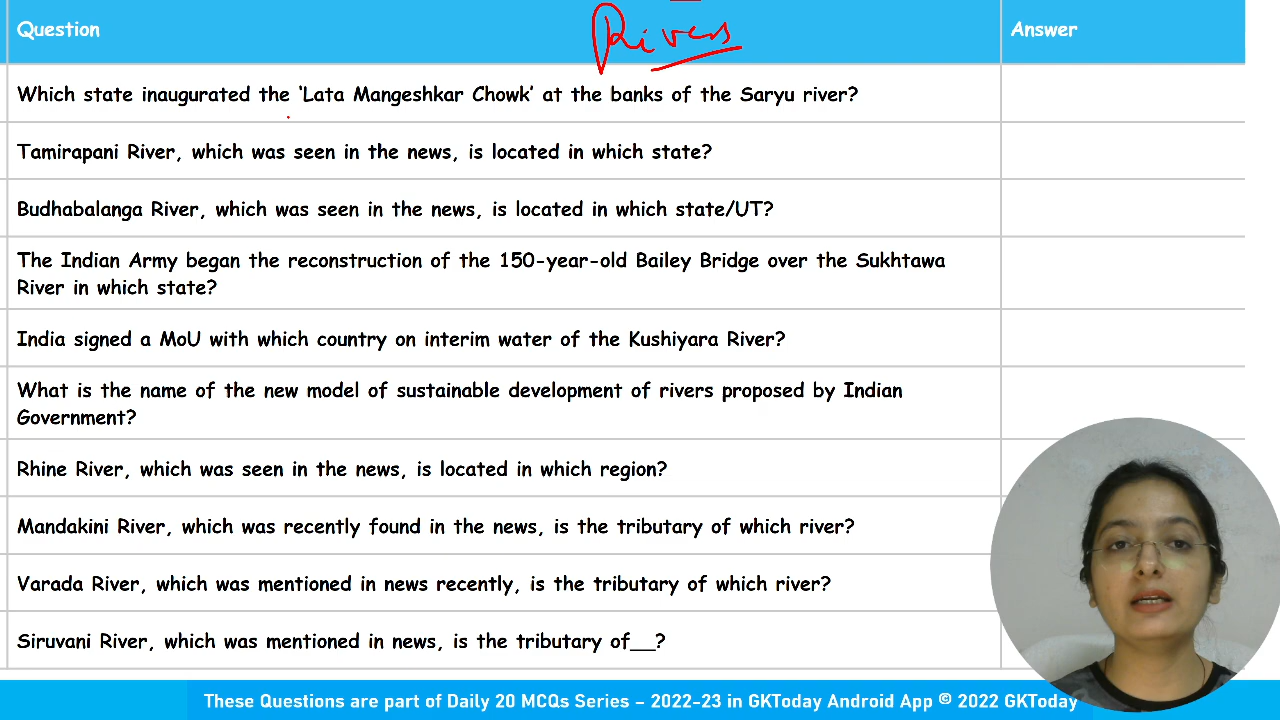 Question
Rivers
Answer
Which state inaugurated the ‘Lata Mangeshkar Chowk’ at the banks of the Saryu river?
Tamirapani River, which was seen in the news, is located in which state?
Budhabalanga River, which was seen in the news, is located in which state/UT?
The Indian Army began the reconstruction of the 150-year-old Bailey Bridge over the Sukhtawa
River in which state?
India signed a MoU with which country on interim water of the Kushiyara River?
What is the name of the new model of sustainable development of rivers proposed by Indian
Government?
Rhine River, which was seen in the news, is located in which region?
Mandakini River, which was recently found in the news, is the tributary of which river?
Varada River, which was mentioned in news recently, is the tributary of which river?
Siruvani River, which was mentioned in news, is the tributary of__?
These Questions are part of Daily 20 MCQs Series – 2022-23 in GKToday Android App © 2022 GKToday